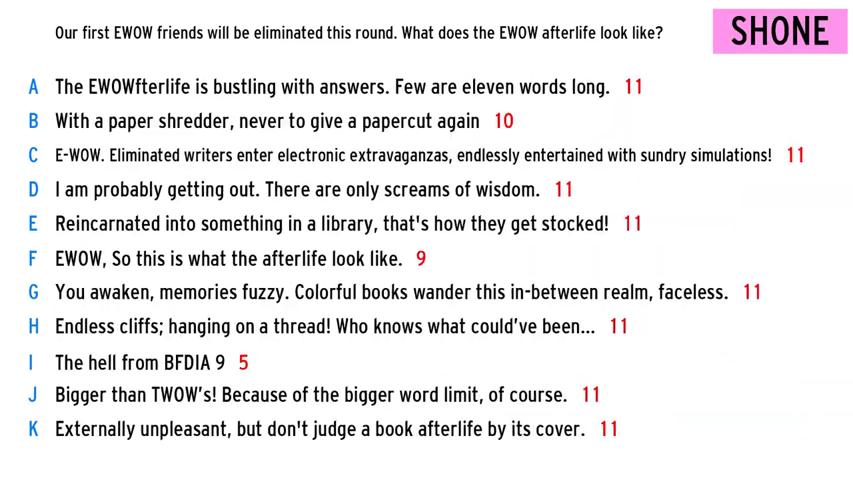 Our first EWOW friends will be eliminated this round. What does the EWOW afterlife look like?
SHONE
A The EWOWfterlife is bustling with answers. Few are eleven words long. 11
B With a paper shredder, never to give a papercut again 10
C E-WOW. Eliminated writers enter electronic extravaganzas, endlessly entertained with sundry simulations! 11
D I am probably getting out. There are only screams of wisdom. 11
E Reincarnated into something in a library, that's how they get stocked! 11
F EWOW, So this is what the afterlife look like. 9
G You awaken, memories fuzzy. Colorful books wander this in-between realm, faceless. 11
H Endless cliffs; hanging on a thread! Who knows what could’ve been... 11
I The hell from BFDIA 9 5
J Bigger than TWOW’s! Because of the bigger word limit, of course. 11
K Externally unpleasant, but don't judge a book afterlife by its cover. 11